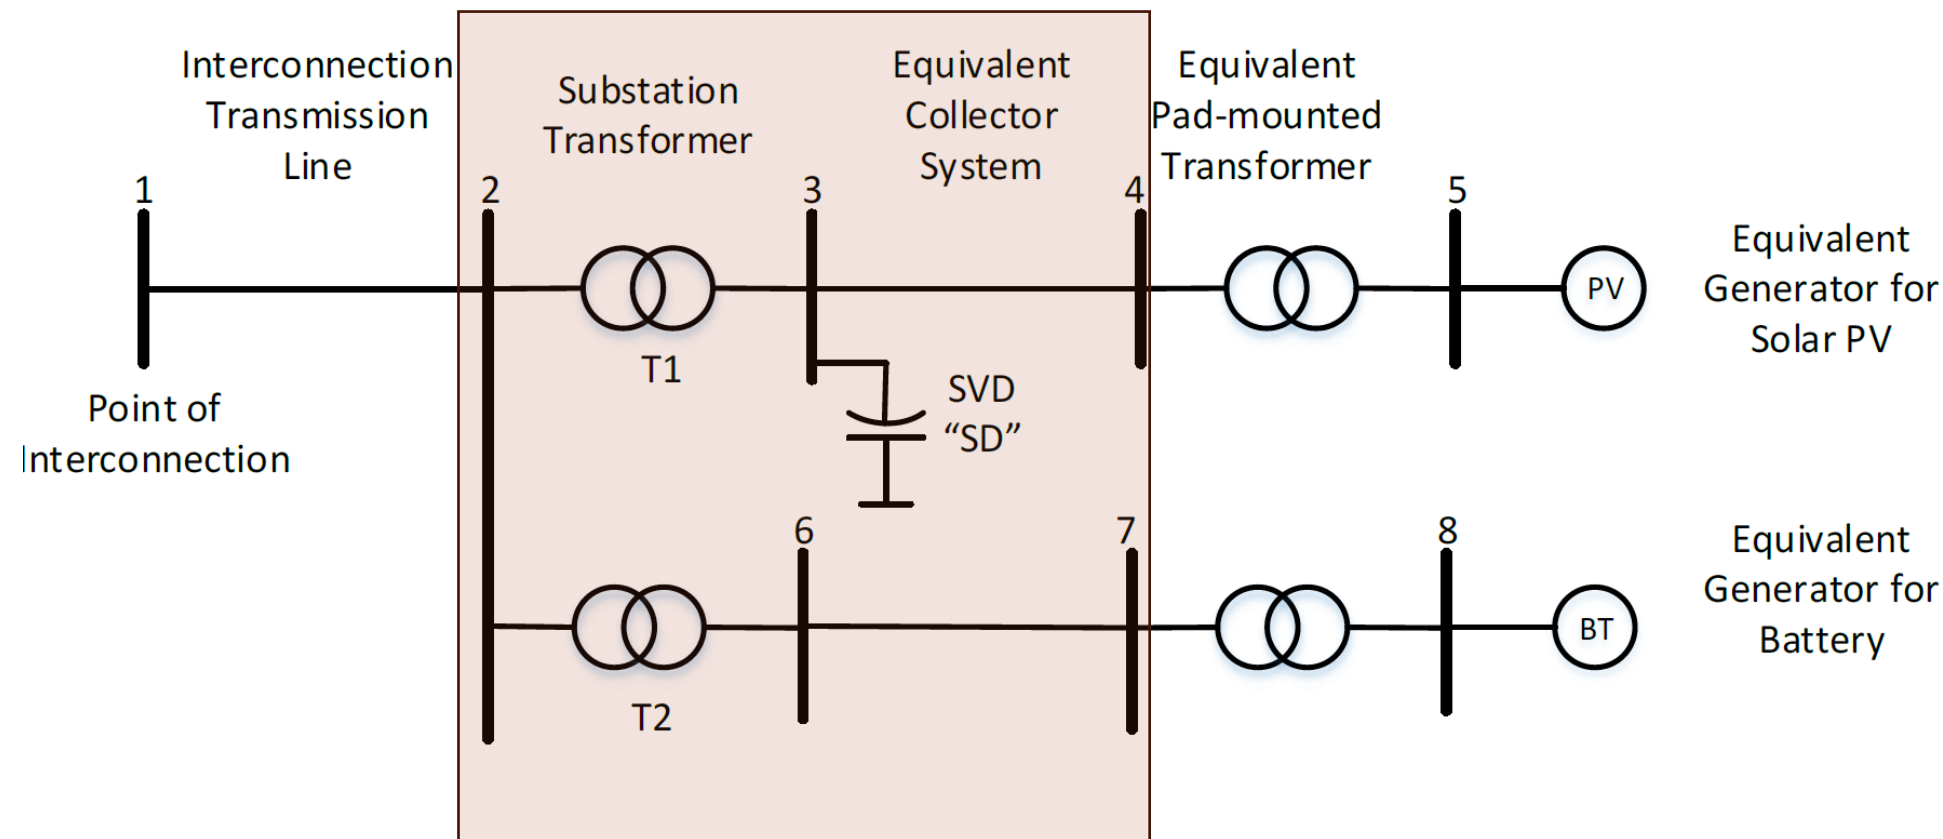 Interconnection
Transmission
Line
Substation
Transformer
Equivalent
Collector
System
Equivalent
Pad-mounted
Transformer
1
2
3
4
5
Equivalent
Generator for
Solar PV
PV
T1
SVD
“SD”
Point of
Interconnection
6
7
8
Equivalent
Generator for
Battery
BT
T2